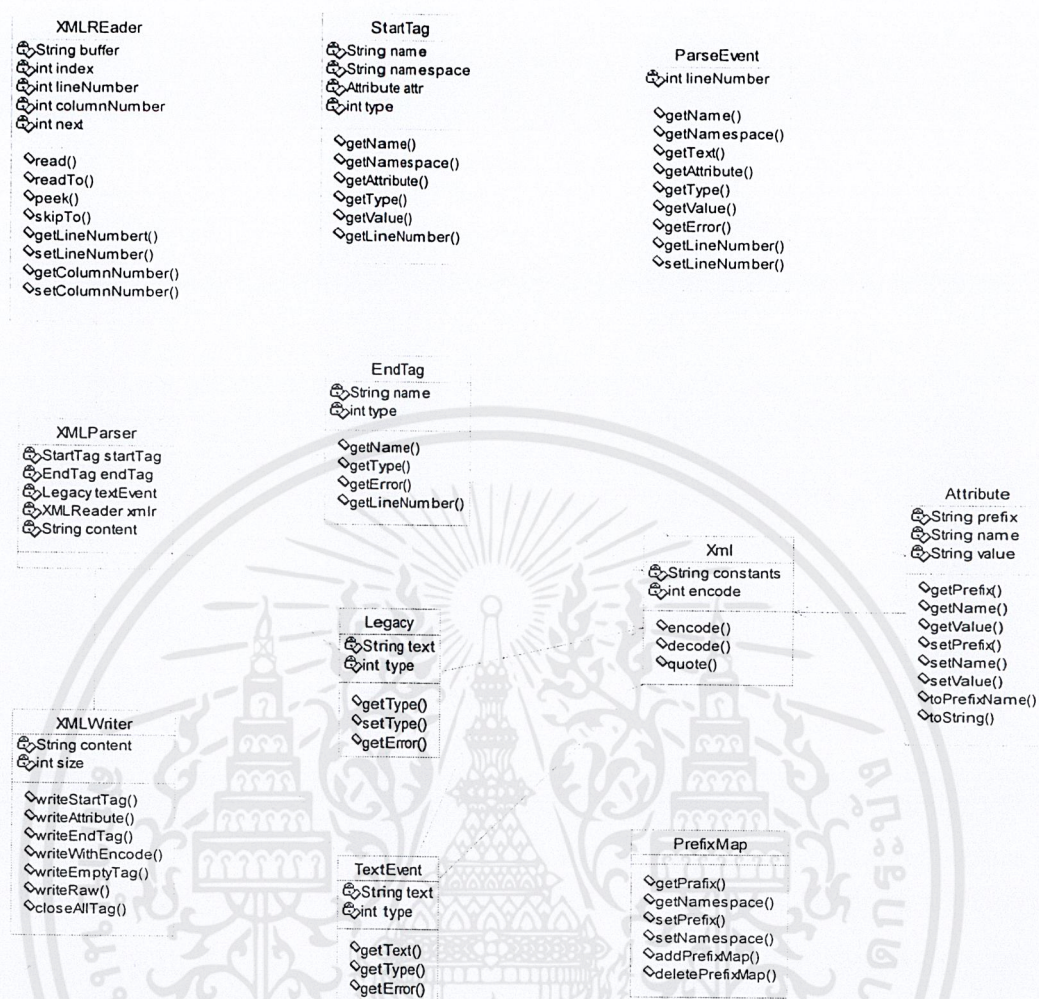 XMLREader
String buffer
int index
int lineNumber
int columnNumber
int next
read()
readTo()
peek()
skipTo()
getLineNumbert()
setLineNumber()
getColumnNumber()
setColumnNumber()
StartTag
String name
String namespace
Attribute attr
int type
getName()
getNamespace()
getAttribute()
getType()
getValue()
getLineNumber()
ParseEvent
int lineNumber
getName()
getNamespace()
getText()
getAttribute()
getType()
getValue()
getError()
getLineNumber()
setLineNumber()
EndTag
String name
int type
getName()
getType()
getError()
getLineNumber()
XMLParser
StartTag startTag
EndTag endTag
Legacy textEvent
XMLReader xmlr
String content
Attribute
String prefix
String name
String value
getPrefix()
getName()
getValue()
setPrefix()
setName()
setValue()
toPrefixName()
toString()
Xml
String constants
int encode
encode()
decode()
quote()
Legacy
String text
int type
getType()
setType()
getError()
XMLWriter
String content
int size
writeStartTag()
writeAttribute()
writeEndTag()
writeWithEncode()
writeEmptyTag()
writeRaw()
closeAllTag()
TextEvent
String text
int type
getText()
getType()
getError()
PrefixMap
getPrafix()
getNamespace()
setPrefix()
setNamespace()
addPrefixMap()
deletePrefixMap()